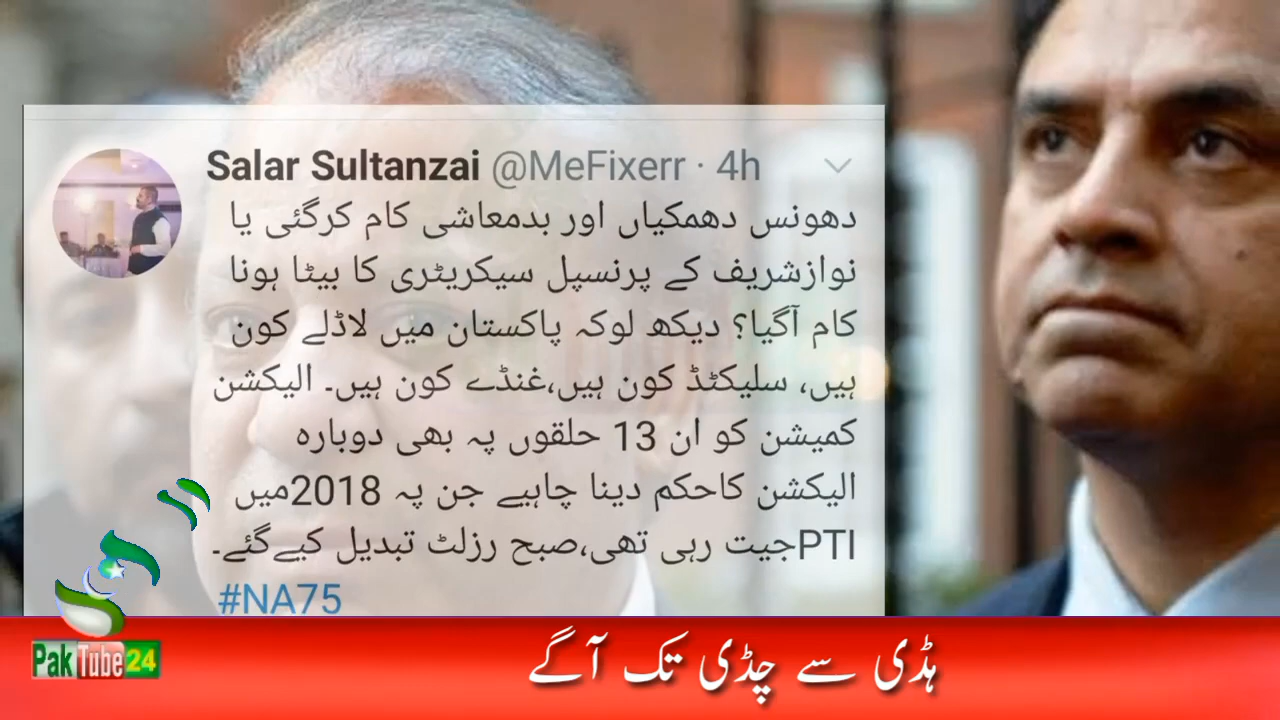 Salar Sultanzai @MeFixerr · 4h
دھونس دھمکیاں اور بدمعاشی کام کرگئی یا
نوازشریف کے پرنسپل سیکریٹری کا بیٹا ہونا
کام آگیا؟ دیکھ لوکہ پاکستان میں لاڈلے کون
ہیں، سلیکٹڈ کون ہیں،غنڈے کون ہیں۔ الیکشن
کمیشن کو ان 13 حلقوں پہ بھی دوبارہ
الیکشن کاحکم دینا چاہیے جن پہ 2018میں
PTIجیت رہی تھی،صبح رزلٹ تبدیل کیےگئے۔
#NA75
Pak Tube 24
ہڈی سے چڈی تک آگے